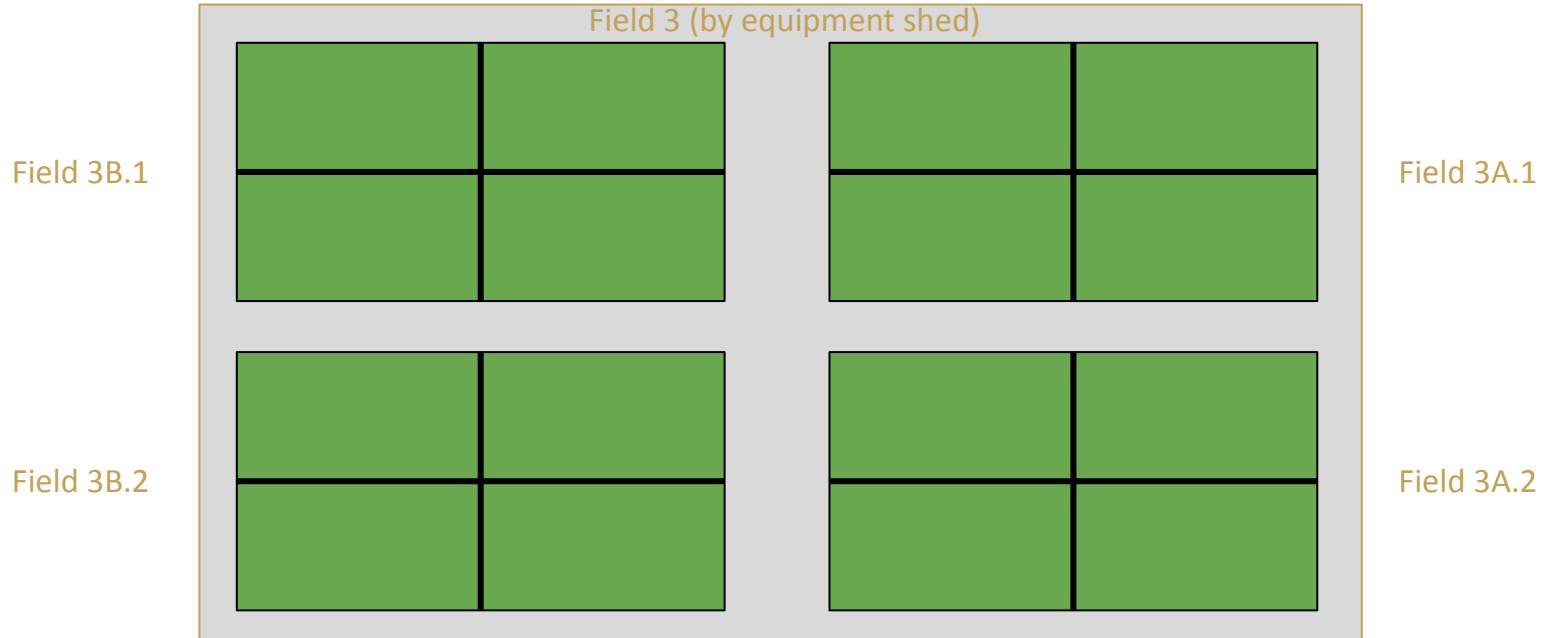 Field 3 (by equipment shed)
Field 3B.1
Field 3A.1
Field 3B.2
Field 3A.2